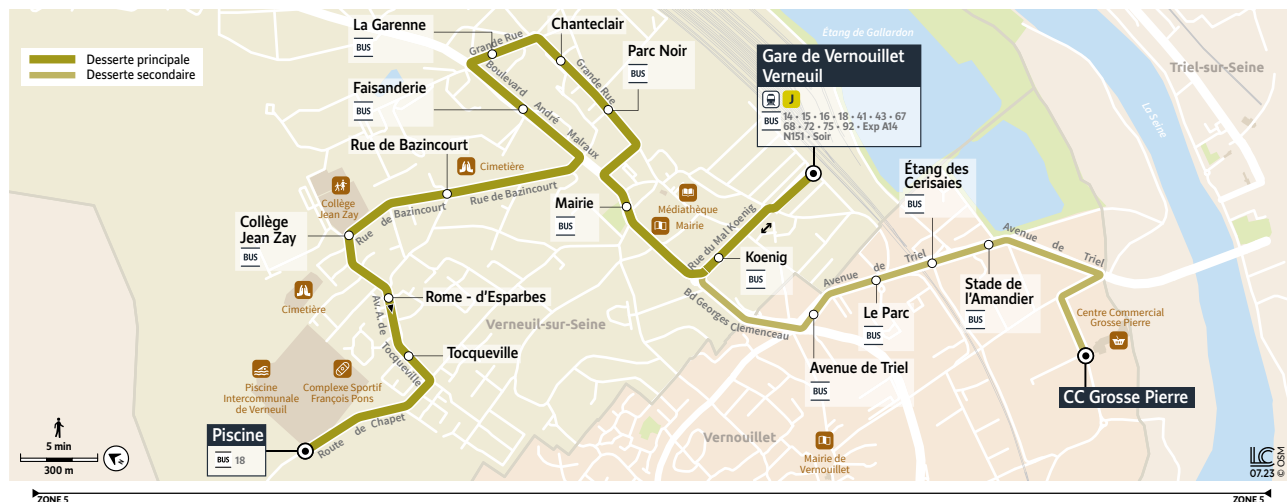 Desserte principale
Desserte secondaire
La Garenne
BUS
Grande Rue
Chanteclair
Grande Rue
Parc Noir
BUS
Étang de Gallardon
Triel-sur-Seine
La Seine
Gare de Vernouillet
Verneuil
J
BUS
14 • 15 • 16 • 18 • 41 • 43 • 67
68 • 72 • 75 • 92 • Exp A14
N151 • Soir
Faisanderie
BUS
Boulevard André Malraux
Rue de Bazincourt
Cimetière
Rue de Bazincourt
Collège
Jean Zay
Rue de Bazincourt
Collège
Jean Zay
BUS
Mairie
BUS
Médiathèque
Mairie
Rue du Mal Koenig
Koenig
BUS
Étang des
Cerisaies
BUS
Avenue de Triel
Avenue de Triel
Stade de
l'Amandier
BUS
Le Parc
BUS
Cimetière
Rome - d'Esparbes
Av. A. de Tocqueville
Verneuil-sur-Seine
Bd Georges Clemenceau
Tocqueville
Avenue de Triel
BUS
Centre Commercial
Grosse Pierre
CC Grosse Pierre
Piscine
Intercommunale
de Verneuil
Complexe Sportif
François Pons
Route de Chapet
Piscine
BUS 18
Vernouillet
Mairie de
Vernouillet
5 min
300 m
LC
07.23 © OSM
ZONE 5
ZONE 5